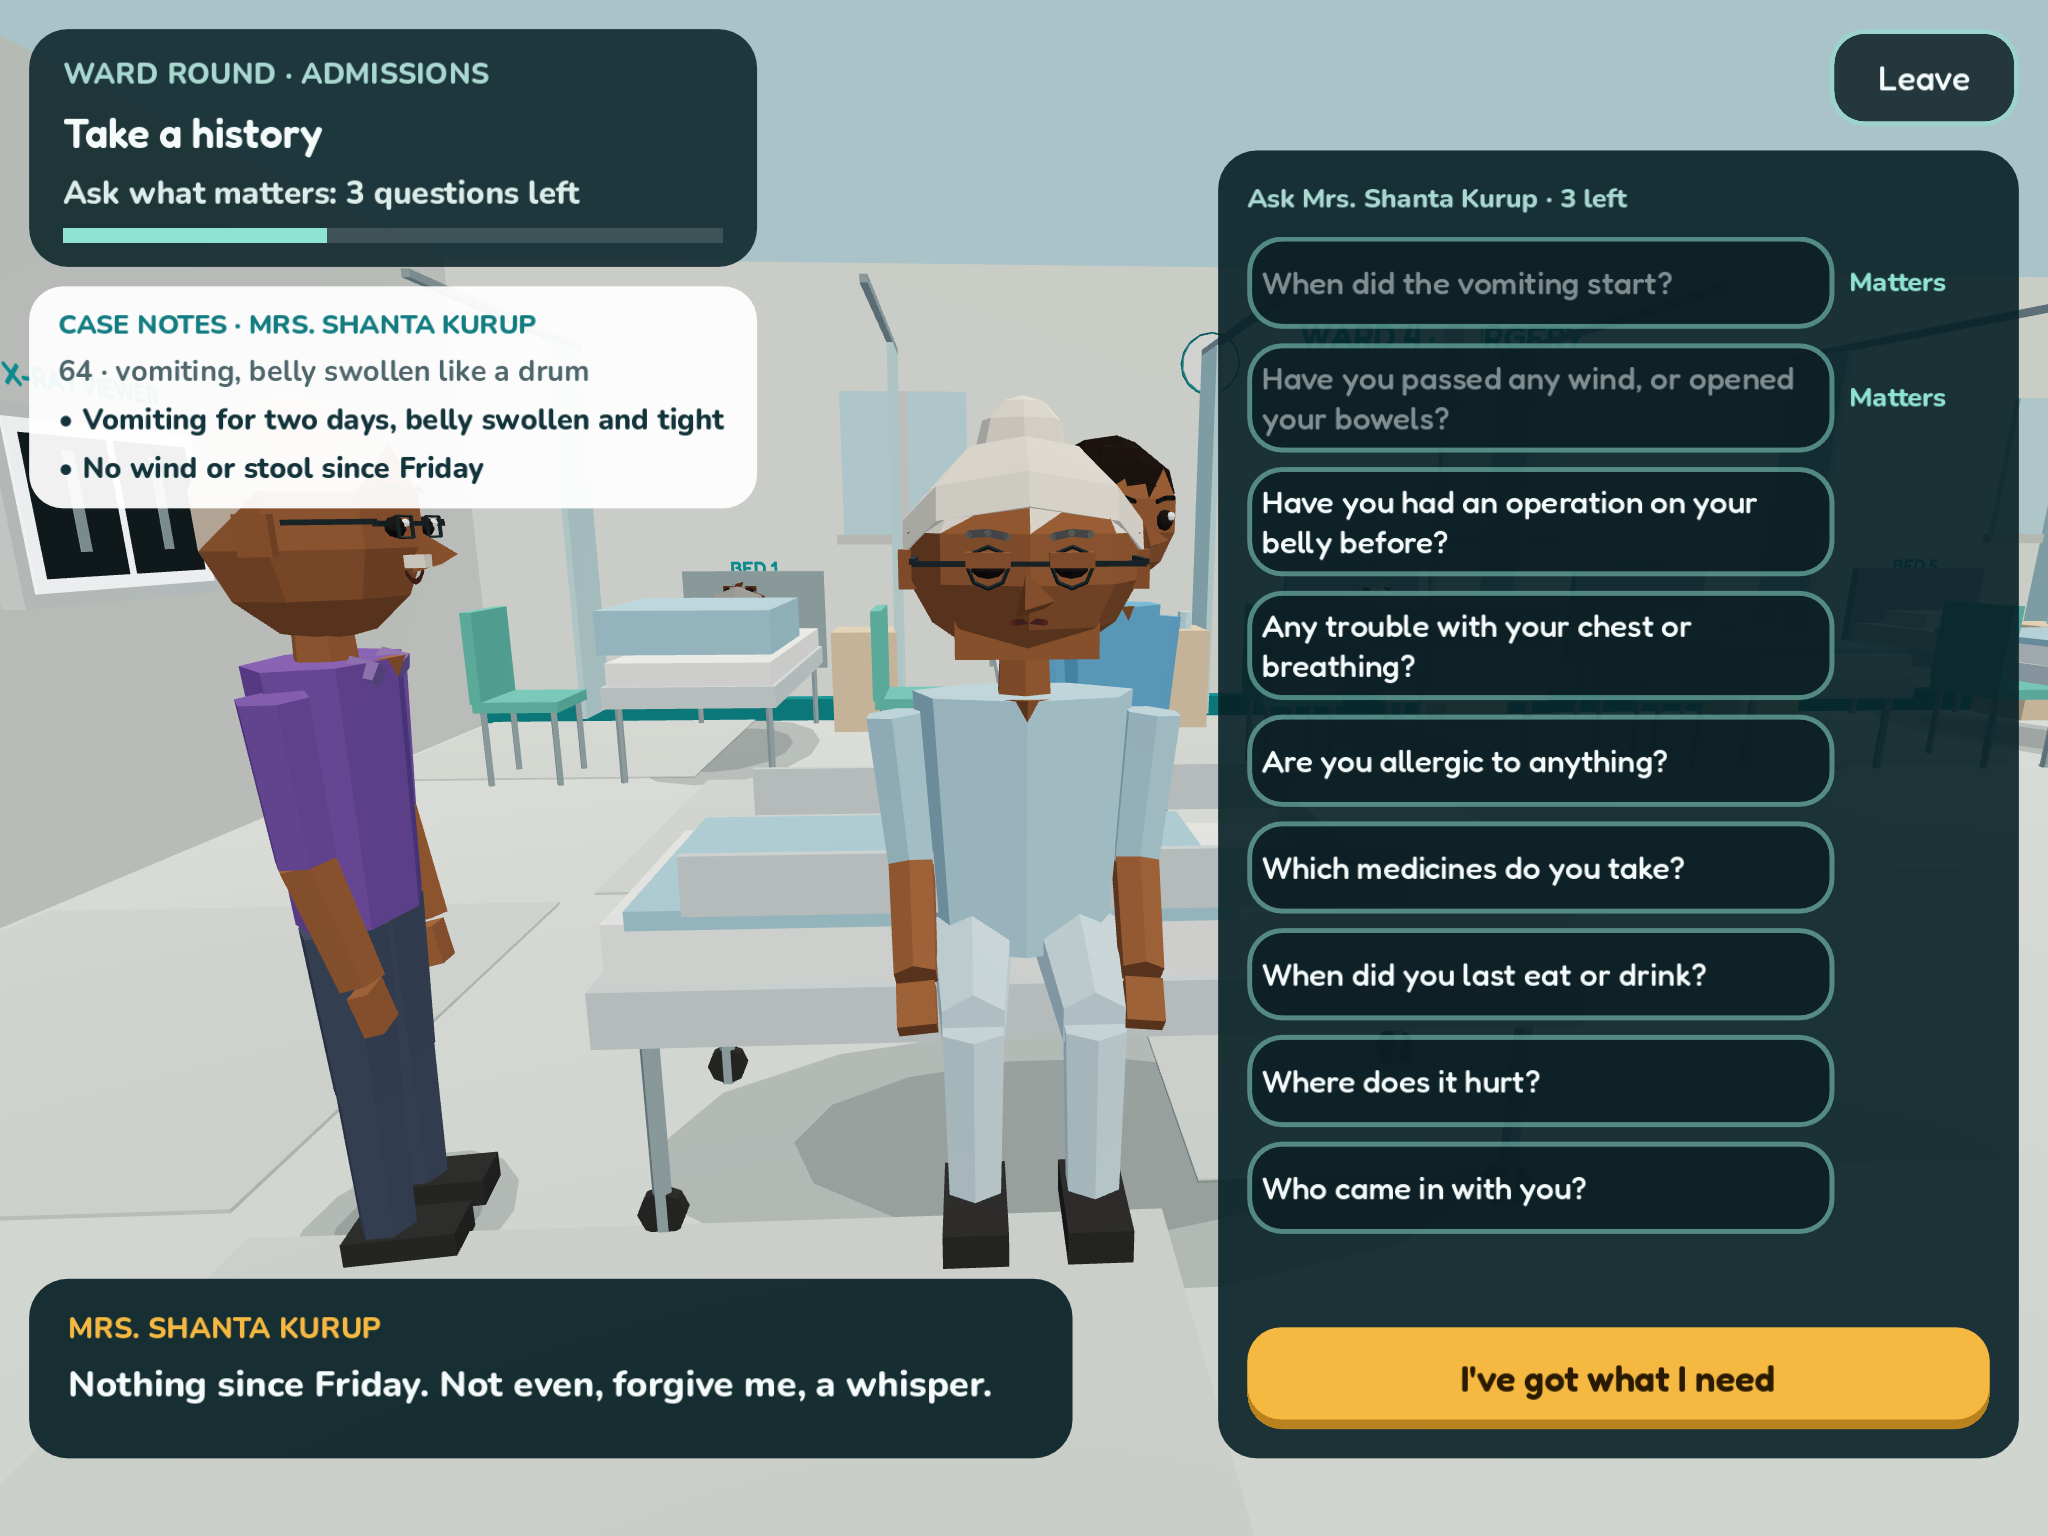 WARD ROUND · ADMISSIONS
Take a history
Ask what matters: 3 questions left
CASE NOTES · MRS. SHANTA KURUP
64 · vomiting, belly swollen like a drum
• Vomiting for two days, belly swollen and tight
• No wind or stool since Friday
X-RAY VIEWER
BED 1
MRS. SHANTA KURUP
Nothing since Friday. Not even, forgive me, a whisper.
Leave
Ask Mrs. Shanta Kurup · 3 left
When did the vomiting start?
Matters
WARD 4 ·
Have you passed any wind, or opened
your bowels?
Matters
Have you had an operation on your
belly before?
BED 5
Any trouble with your chest or
breathing?
Are you allergic to anything?
Which medicines do you take?
When did you last eat or drink?
Where does it hurt?
Who came in with you?
I've got what I need